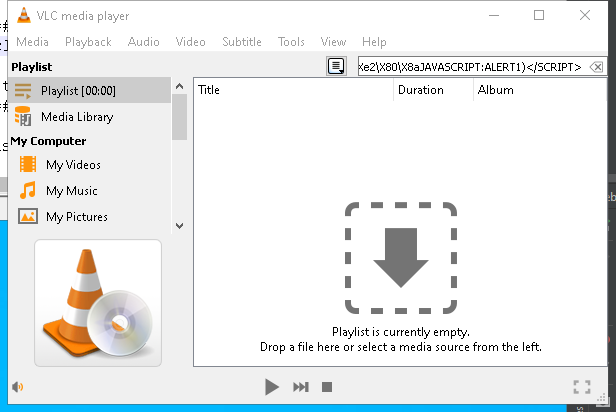 VLC media player
Media Playback Audio Video Subtitle Tools View Help
Playlist
Xe2\X80\X8aJAVASCRIPT:ALERT1)</SCRIPT>
Playlist [00:00]
Title Duration Album
Media Library
My Computer
My Videos
My Music
My Pictures
Playlist is currently empty.
Drop a file here or select a media source from the left.